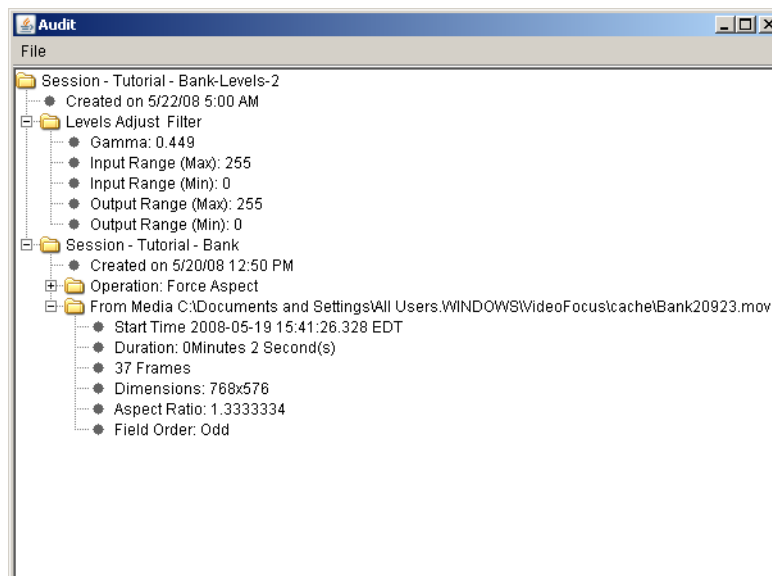 Audit
File
Session - Tutorial - Bank-Levels-2
Created on 5/22/08 5:00 AM
Levels Adjust Filter
Gamma: 0.449
Input Range (Max): 255
Input Range (Min): 0
Output Range (Max): 255
Output Range (Min): 0
Session - Tutorial - Bank
Created on 5/20/08 12:50 PM
Operation: Force Aspect
From Media C:\Documents and Settings\All Users.WINDOWS\VideoFocus\cache\Bank20923.mov
Start Time 2008-05-19 15:41:26.328 EDT
Duration: 0Minutes 2 Second(s)
37 Frames
Dimensions: 768x576
Aspect Ratio: 1.3333334
Field Order: Odd